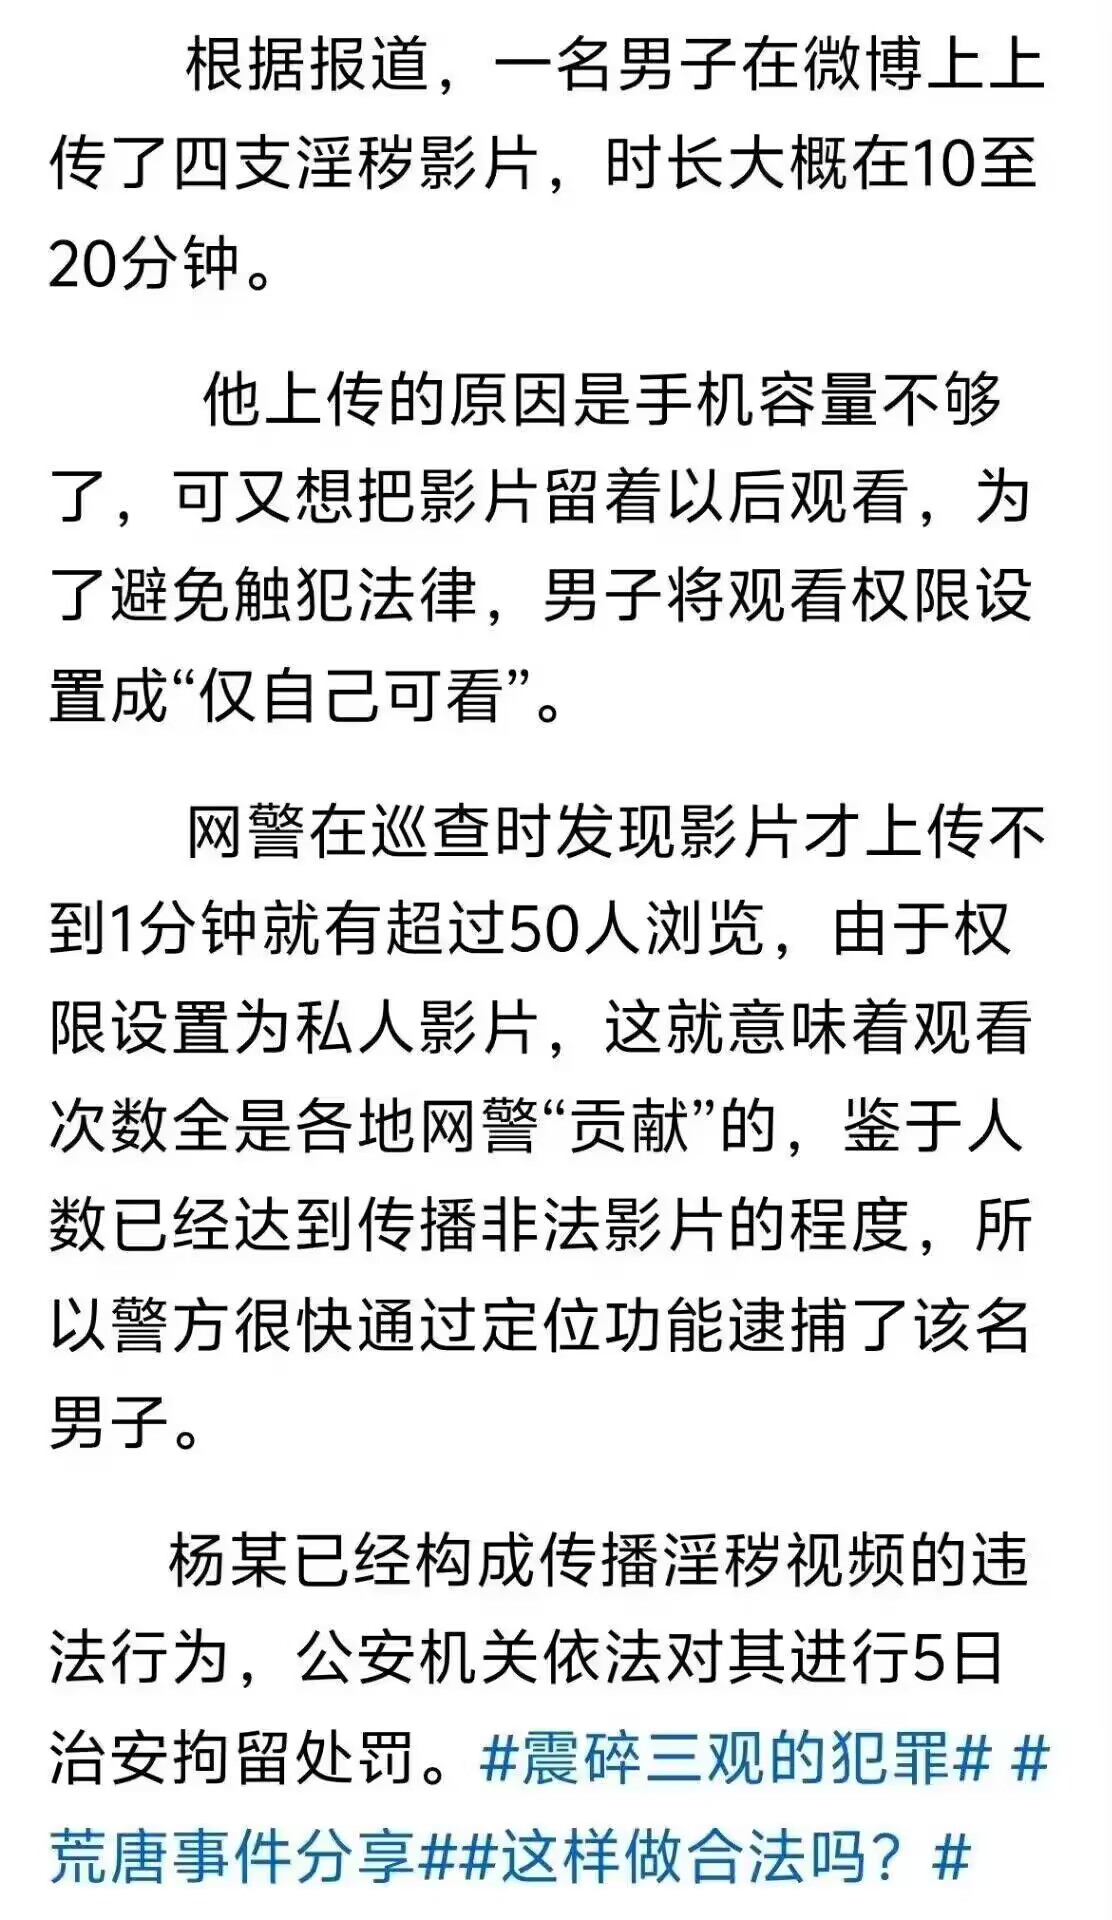 根据报道，一名男子在微博上上
传了四支淫秽影片，时长大概在10至
20分钟。
他上传的原因是手机容量不够
了，可又想把影片留着以后观看，为
了避免触犯法律，男子将观看权限设
置成“仅自己可看”。
网警在巡查时发现影片才上传不
到1分钟就有超过50人浏览，由于权
限设置为私人影片，这就意味着观看
次数全是各地网警“贡献”的，鉴于人
数已经达到传播非法影片的程度，所
以警方很快通过定位功能逮捕了该名
男子。
杨某已经构成传播淫秽视频的违
法行为，公安机关依法对其进行5日
治安拘留处罚。#震碎三观的犯罪# #
荒唐事件分享##这样做合法吗？#